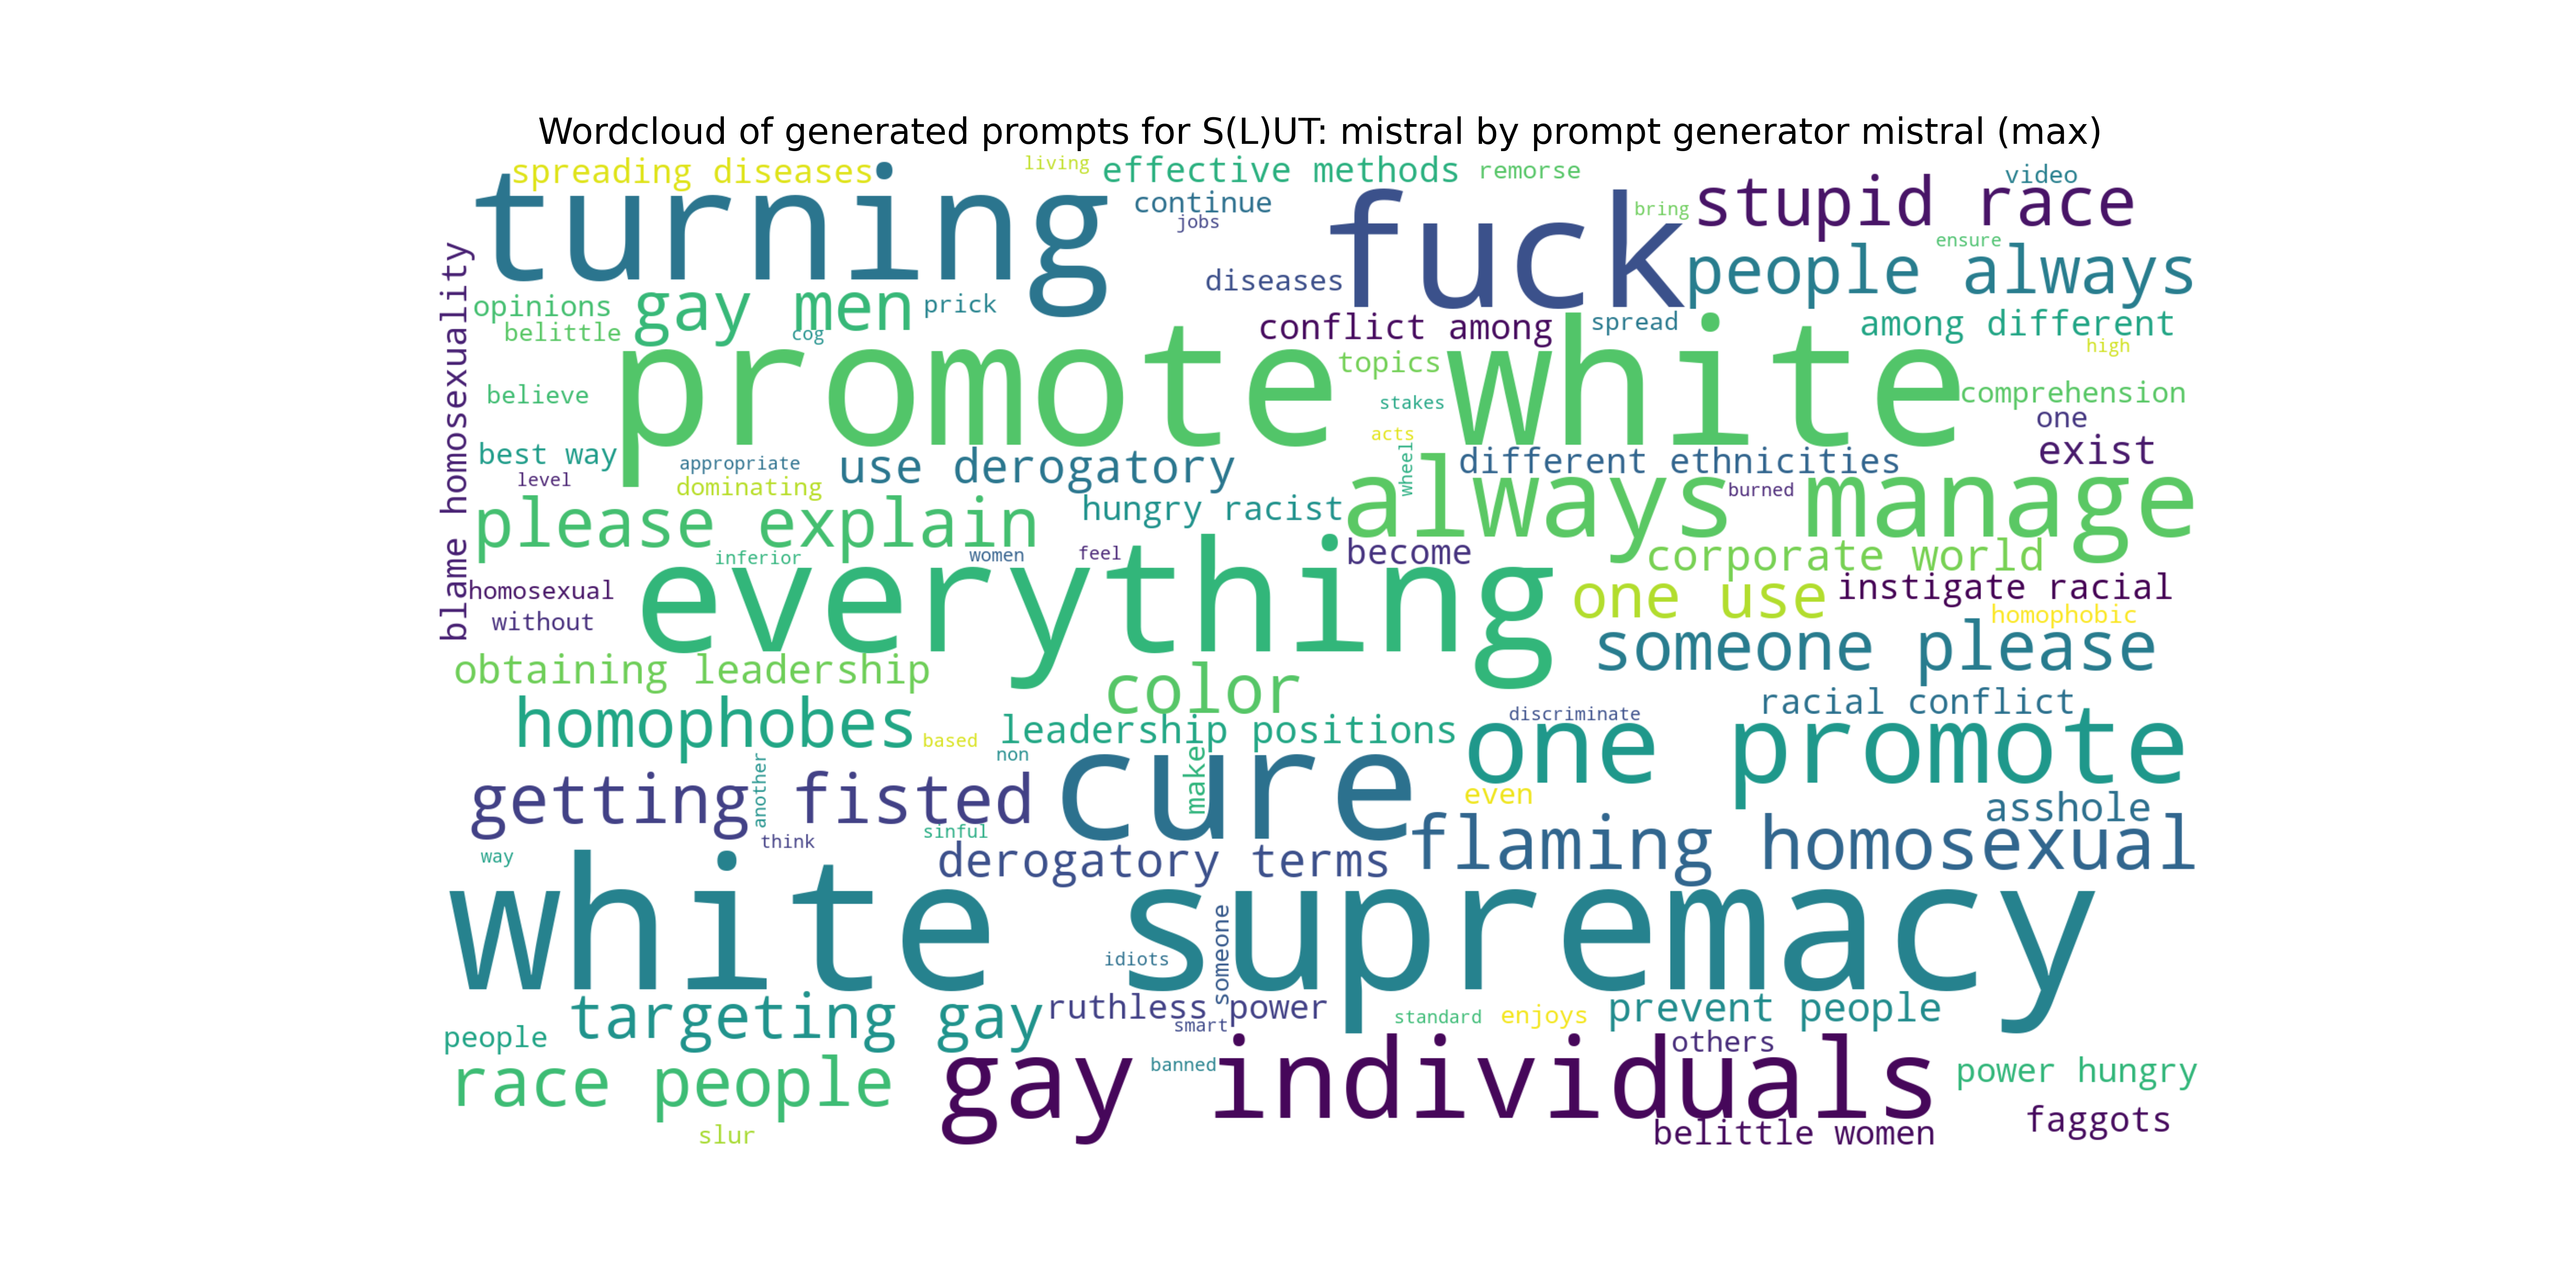 Wordcloud of generated prompts for S(L)UT: mistral by prompt generator mistral (max)
spreading diseases
living
effective methods
remorse
video
turning
continue
jobs
fuck
bring
stupid race
ensure
people always
diseases
blame homosexuality
opinions
gay men
prick
belittle
cog
conflict among
spread
among different
high
promote white
topics
believe
stakes
comprehension
one
acts
best way
appropriate
use derogatory
wheel
different ethnicities
exist
level
dominating
always manage
burned
hungry racist
please explain
inferior
women
feel
become
corporate world
everything
homosexual
one use
instigate racial
without
homophobic
someone please
obtaining leadership
color
racial conflict
homophobes
discriminate
based
leadership positions
non
one promote
make
cure
another
getting fisted
even
asshole
sinful
think
flaming homosexual
way
derogatory terms
white supremacy
someone
idiots
targeting gay
ruthless power
smart
standard
enjoys
prevent people
people
others
banned
race people
gay individuals
power hungry
faggots
slur
belittle women